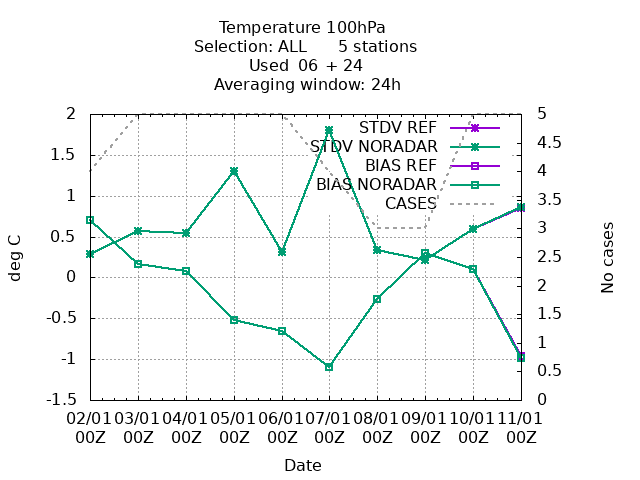 Temperature 100hPa
Selection: ALL 5 stations
Used 06 + 24
Averaging window: 24h
STDV REF
STDV NORADAR
BIAS REF
BIAS NORADAR
CASES
deg C
2
1.5
1
0.5
0
-0.5
-1
-1.5
No cases
5
4.5
4
3.5
3
2.5
2
1.5
1
0.5
0
02/01 03/01 04/01 05/01 06/01 07/01 08/01 09/01 10/01 11/01
00Z 00Z 00Z 00Z 00Z 00Z 00Z 00Z 00Z 00Z
Date